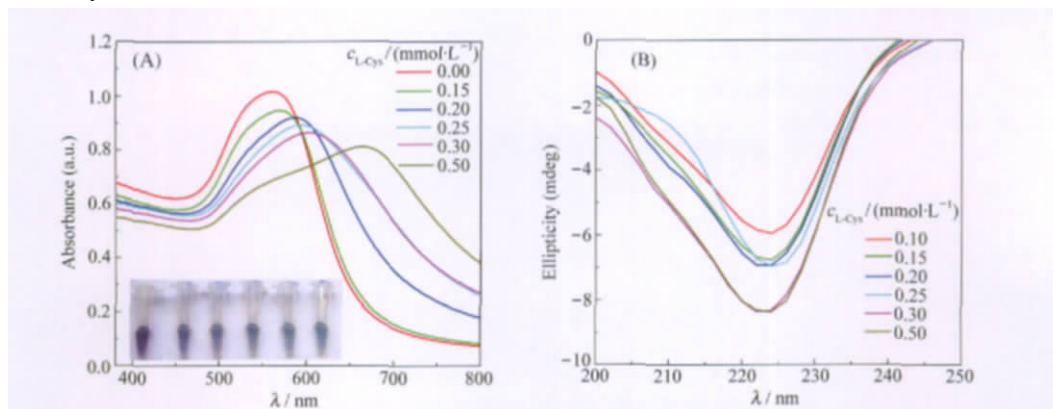 (A)
c_L-Cys/(mmol·L⁻¹)
0.00
0.15
0.20
0.25
0.30
0.50
Absorbance (a.u.)
1.2
1.0
0.8
0.6
0.4
0.2
0.0
400 500 600 700 800
λ / nm
(B)
c_L-Cys/(mmol·L⁻¹)
0.10
0.15
0.20
0.25
0.30
0.50
Ellipticity (mdeg)
0
−2
−4
−6
−8
−10
200 210 220 230 240 250
λ / nm